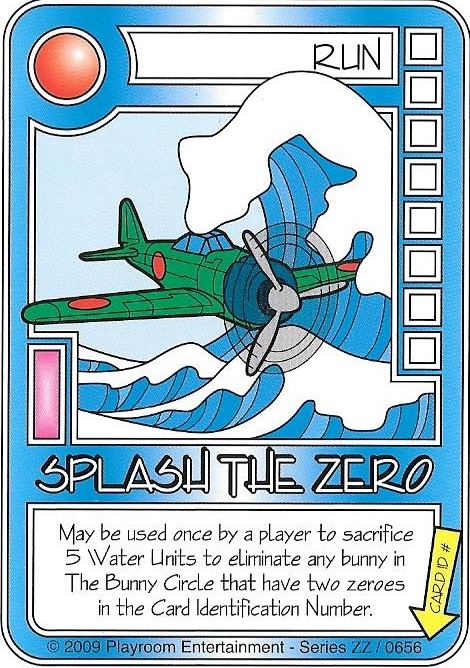 RUN
SPLASH THE ZERO
May be used once by a player to sacrifice
5 Water Units to eliminate any bunny in
The Bunny Circle that have two zeroes
in the Card Identification Number.
CARD ID #
© 2009 Playroom Entertainment - Series ZZ / 0656